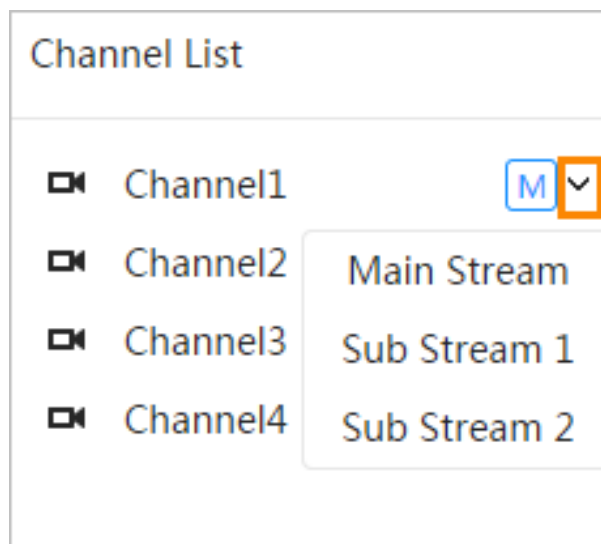 Channel List
Channel1 M
Channel2
Main Stream
Channel3
Sub Stream 1
Channel4
Sub Stream 2